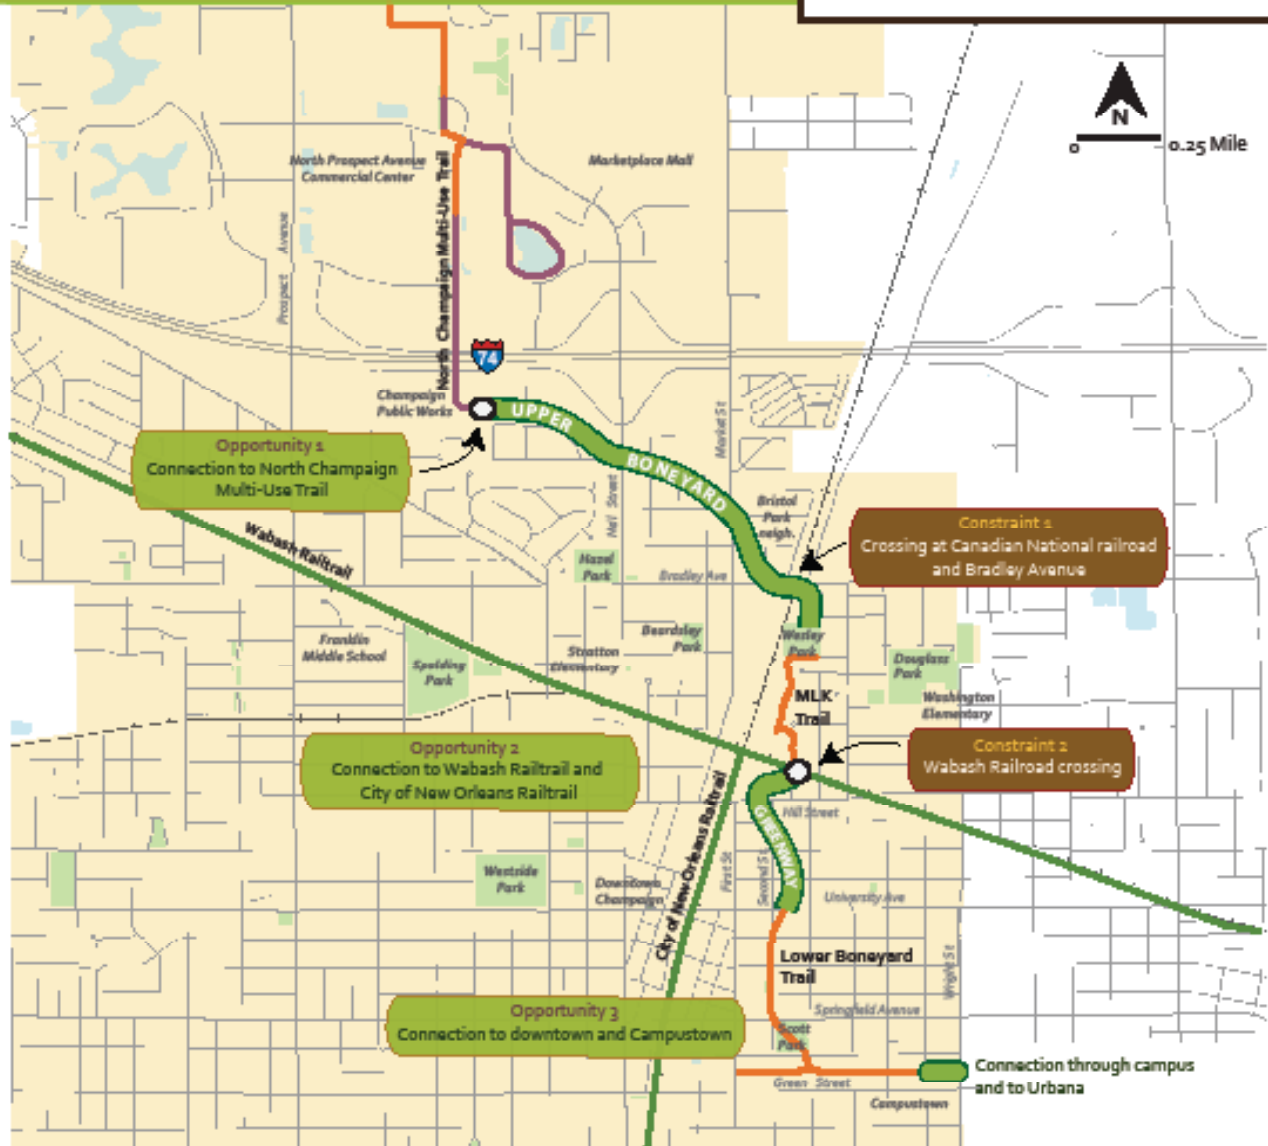 N
0
0.25 Mile
North Prospect Avenue
Commercial Center
Marketplace Mall
North Champaign Multi-Use Trail
Prospect Avenue
74
Champaign
Public Works
UPPER
BONEYARD
Market St
Opportunity 1
Connection to North Champaign
Multi-Use Trail
Bristol
Park
neigh.
Constraint 1
Crossing at Canadian National railroad
and Bradley Avenue
Wabash Railtrail
Street
Hazel
Park
Bradley Ave
Franklin
Middle School
Spalding
Park
Stratton
Elementary
Beardsley
Park
Wesley
Park
Douglass
Park
MLK
Trail
Washington
Elementary
Opportunity 2
Connection to Wabash Railtrail and
City of New Orleans Railtrail
Constraint 2
Wabash Railroad crossing
Hill Street
GREENWAY
City of New Orleans Railtrail
First St
Second St
Westside
Park
Downtown
Champaign
University Ave
Lower Boneyard
Trail
Wright St
Opportunity 3
Connection to downtown and Campustown
Springfield Avenue
Scott
Park
Green Street
Connection through campus
and to Urbana
Campustown